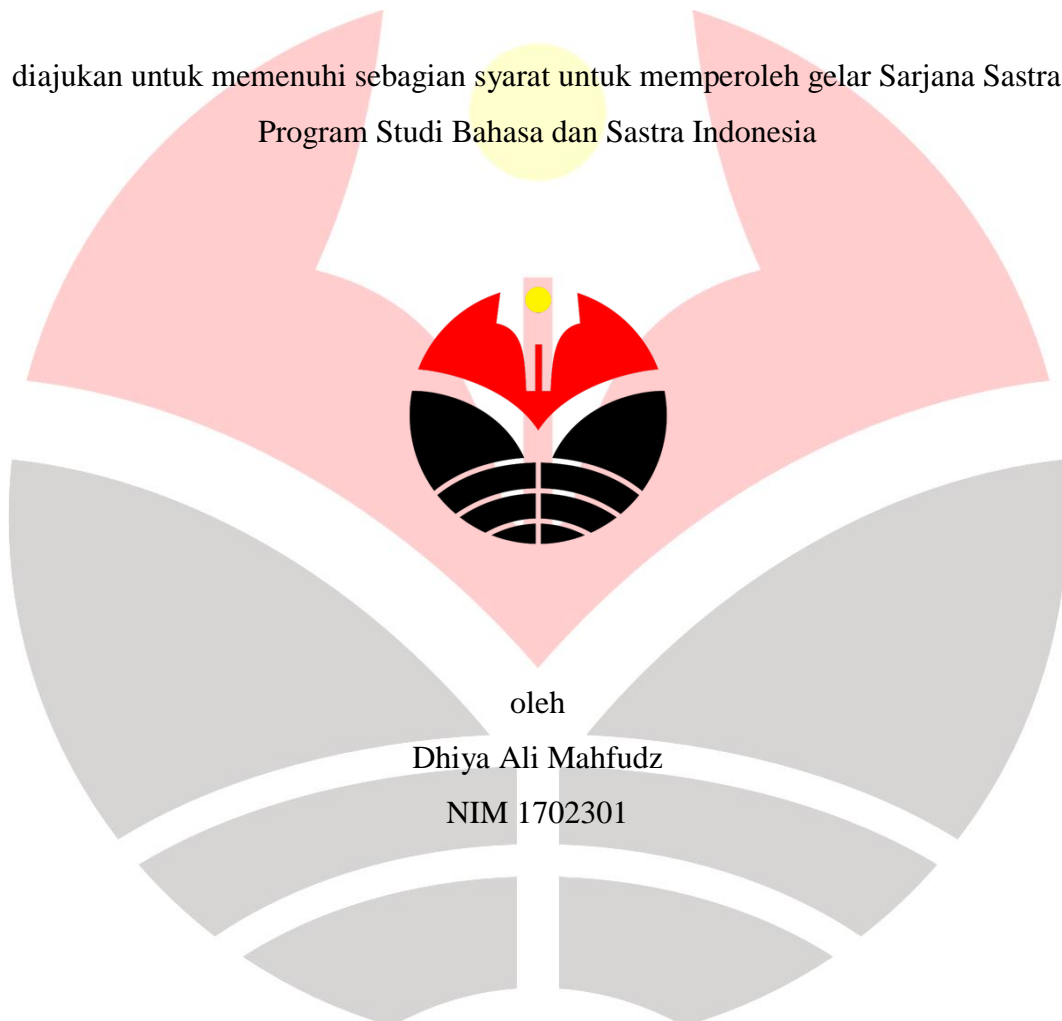 diajukan untuk memenuhi sebagian syarat untuk memperoleh gelar Sarjana Sastra
Program Studi Bahasa dan Sastra Indonesia
oleh
Dhiya Ali Mahfudz
NIM 1702301